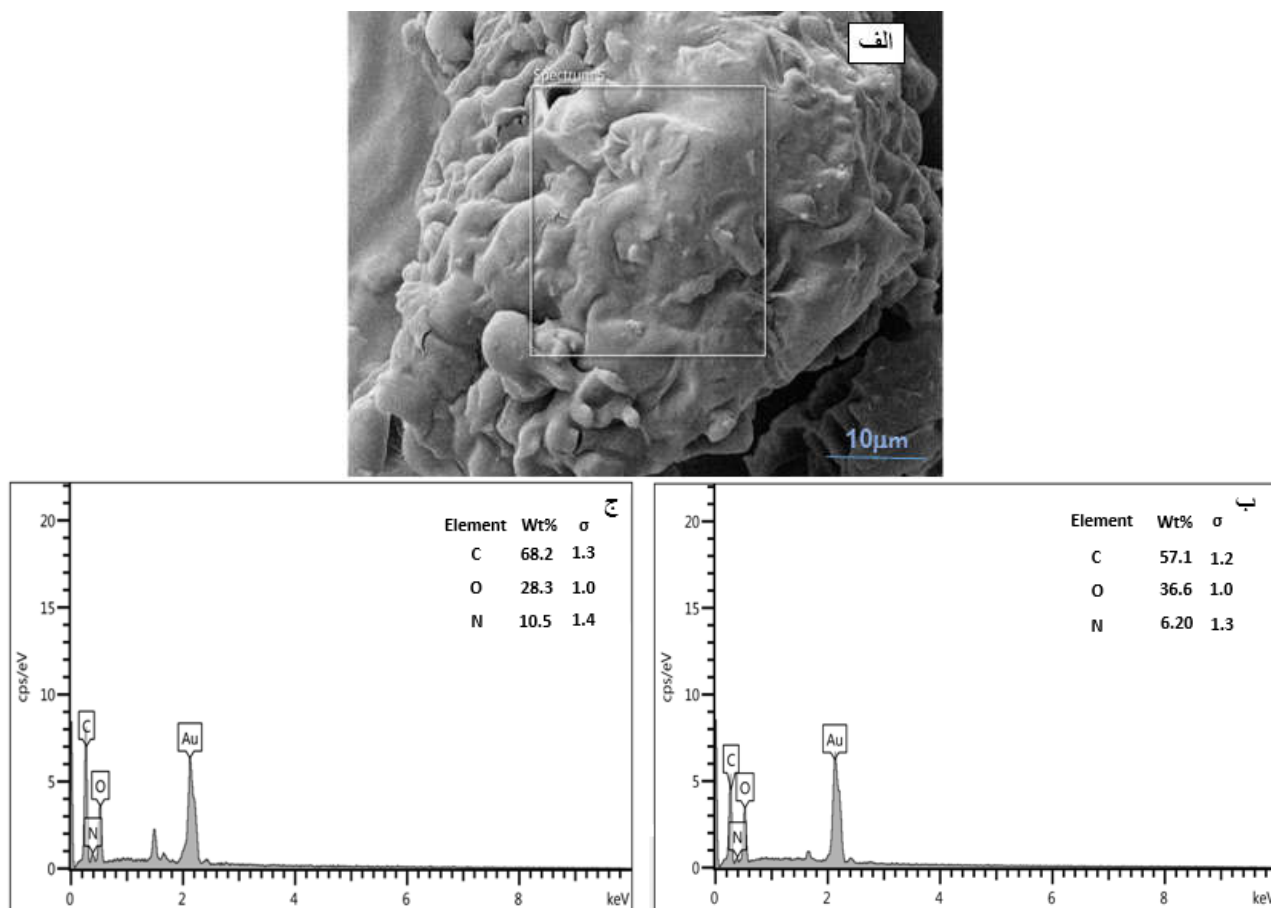 الف
Spectrum 5
10µm
ج
Element Wt% σ
C 68.2 1.3
O 28.3 1.0
N 10.5 1.4
cps/eV
20
15
10
5
0
C
O
N
Au
0 2 4 6 8 keV
ب
Element Wt% σ
C 57.1 1.2
O 36.6 1.0
N 6.20 1.3
cps/eV
20
15
10
5
0
C
O
N
Au
0 2 4 6 8 keV